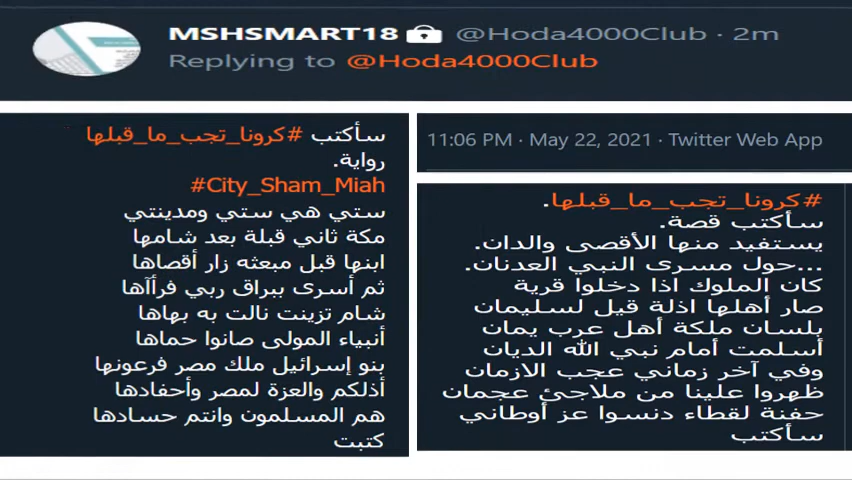 MSHSMART18 @Hoda4000Club · 2m
Replying to @Hoda4000Club
سأكتب #كرونا_تجب_ما_قبلها
رواية.
#City_Sham_Miah
ستي هي ستي ومدينتي
مكة ثاني قبلة بعد شامها
ابنها قبل مبعثه زار أقصاها
ثم أسرى ببراق ربي فرأآها
شام تزينت نالت به بهاها
أنبياء المولى صانوا حماها
بنو إسرائيل ملك مصر فرعونها
أذلكم والعزة لمصر وأحفادها
هم المسلمون وانتم حسادها
كتبت
11:06 PM · May 22, 2021 · Twitter Web App
#كرونا_تجب_ما_قبلها.
سأكتب قصة.
يستفيد منها الأقصى والدان.
...حول مسرى النبي العدنان.
كان الملوك اذا دخلوا قرية
صار أهلها اذلة قيل لسليمان
بلسان ملكة أهل عرب يمان
أسلمت أمام نبي الله الديان
وفي آخر زماني عجب الازمان
ظهروا علينا من ملاجئ عجمان
حفنة لقطاء دنسوا عز أوطاني
سأكتب